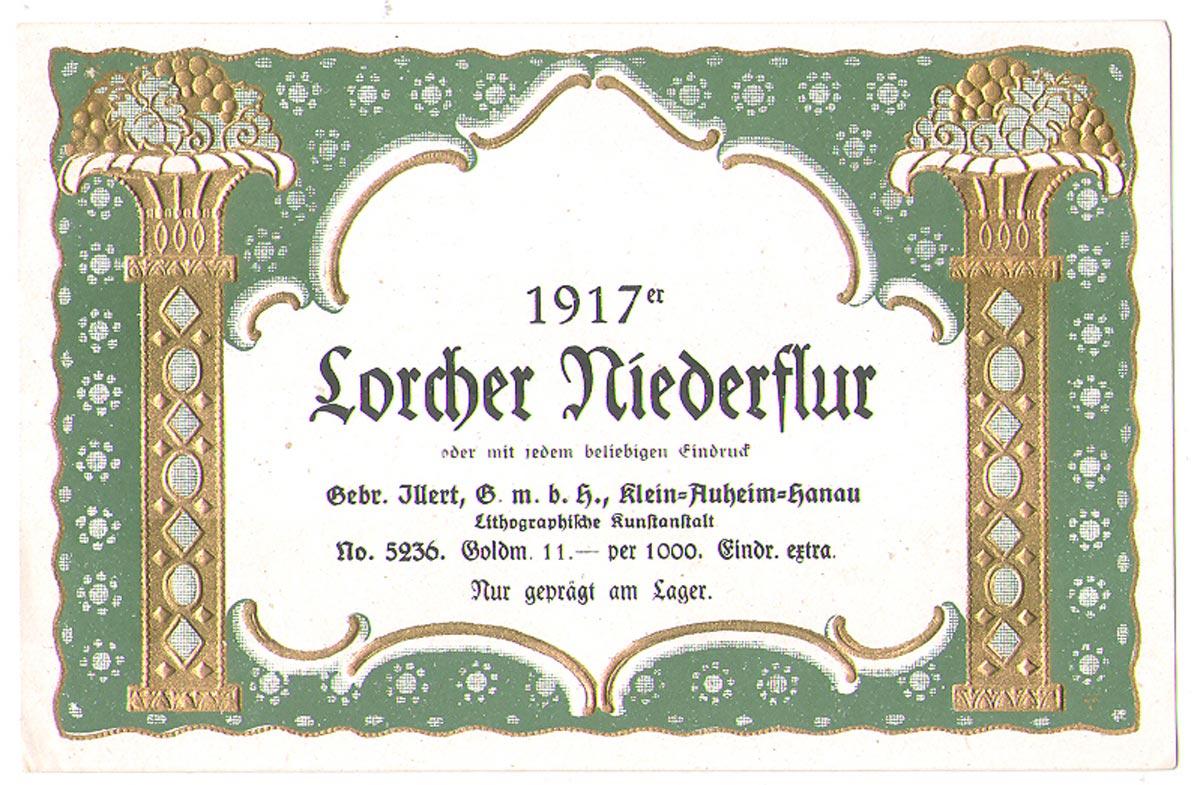 1917er
Lorcher Niederflur
oder mit jedem beliebigen Eindruck
Gebr. Illert, G. m. b. H., Klein-Auheim-Hanau
Lithographische Kunstanstalt
No. 5236. Goldm. 11.— per 1000. Eindr. extra.
Nur geprägt am Lager.